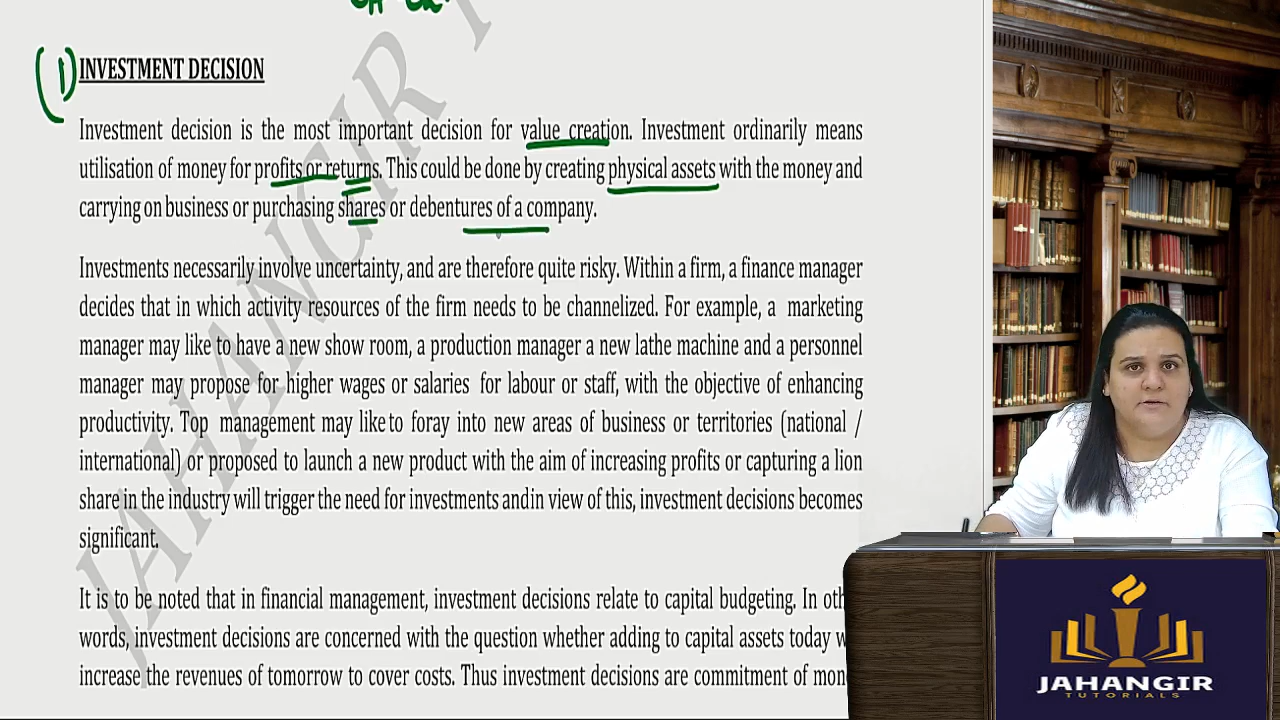 (1) INVESTMENT DECISION
Investment decision is the most important decision for value creation. Investment ordinarily means
utilisation of money for profits or returns. This could be done by creating physical assets with the money and
carrying on business or purchasing shares or debentures of a company.
Investments necessarily involve uncertainty, and are therefore quite risky. Within a firm, a finance manager
decides that in which activity resources of the firm needs to be channelized. For example, a marketing
manager may like to have a new show room, a production manager a new lathe machine and a personnel
manager may propose for higher wages or salaries for labour or staff, with the objective of enhancing
productivity. Top management may like to foray into new areas of business or territories (national /
international) or proposed to launch a new product with the aim of increasing profits or capturing a lion
share in the industry will trigger the need for investments andin view of this, investment decisions becomes
significant.
It is to be noted that in financial management, investment decisions relate to capital budgeting. In
words, investment decisions are concerned with the question whether adding to capital assets today
increase the revenues of tomorrow to cover costs. Thus investment decisions are commitment of
JAHANGIR
JAHANGIR
TUTORIALS